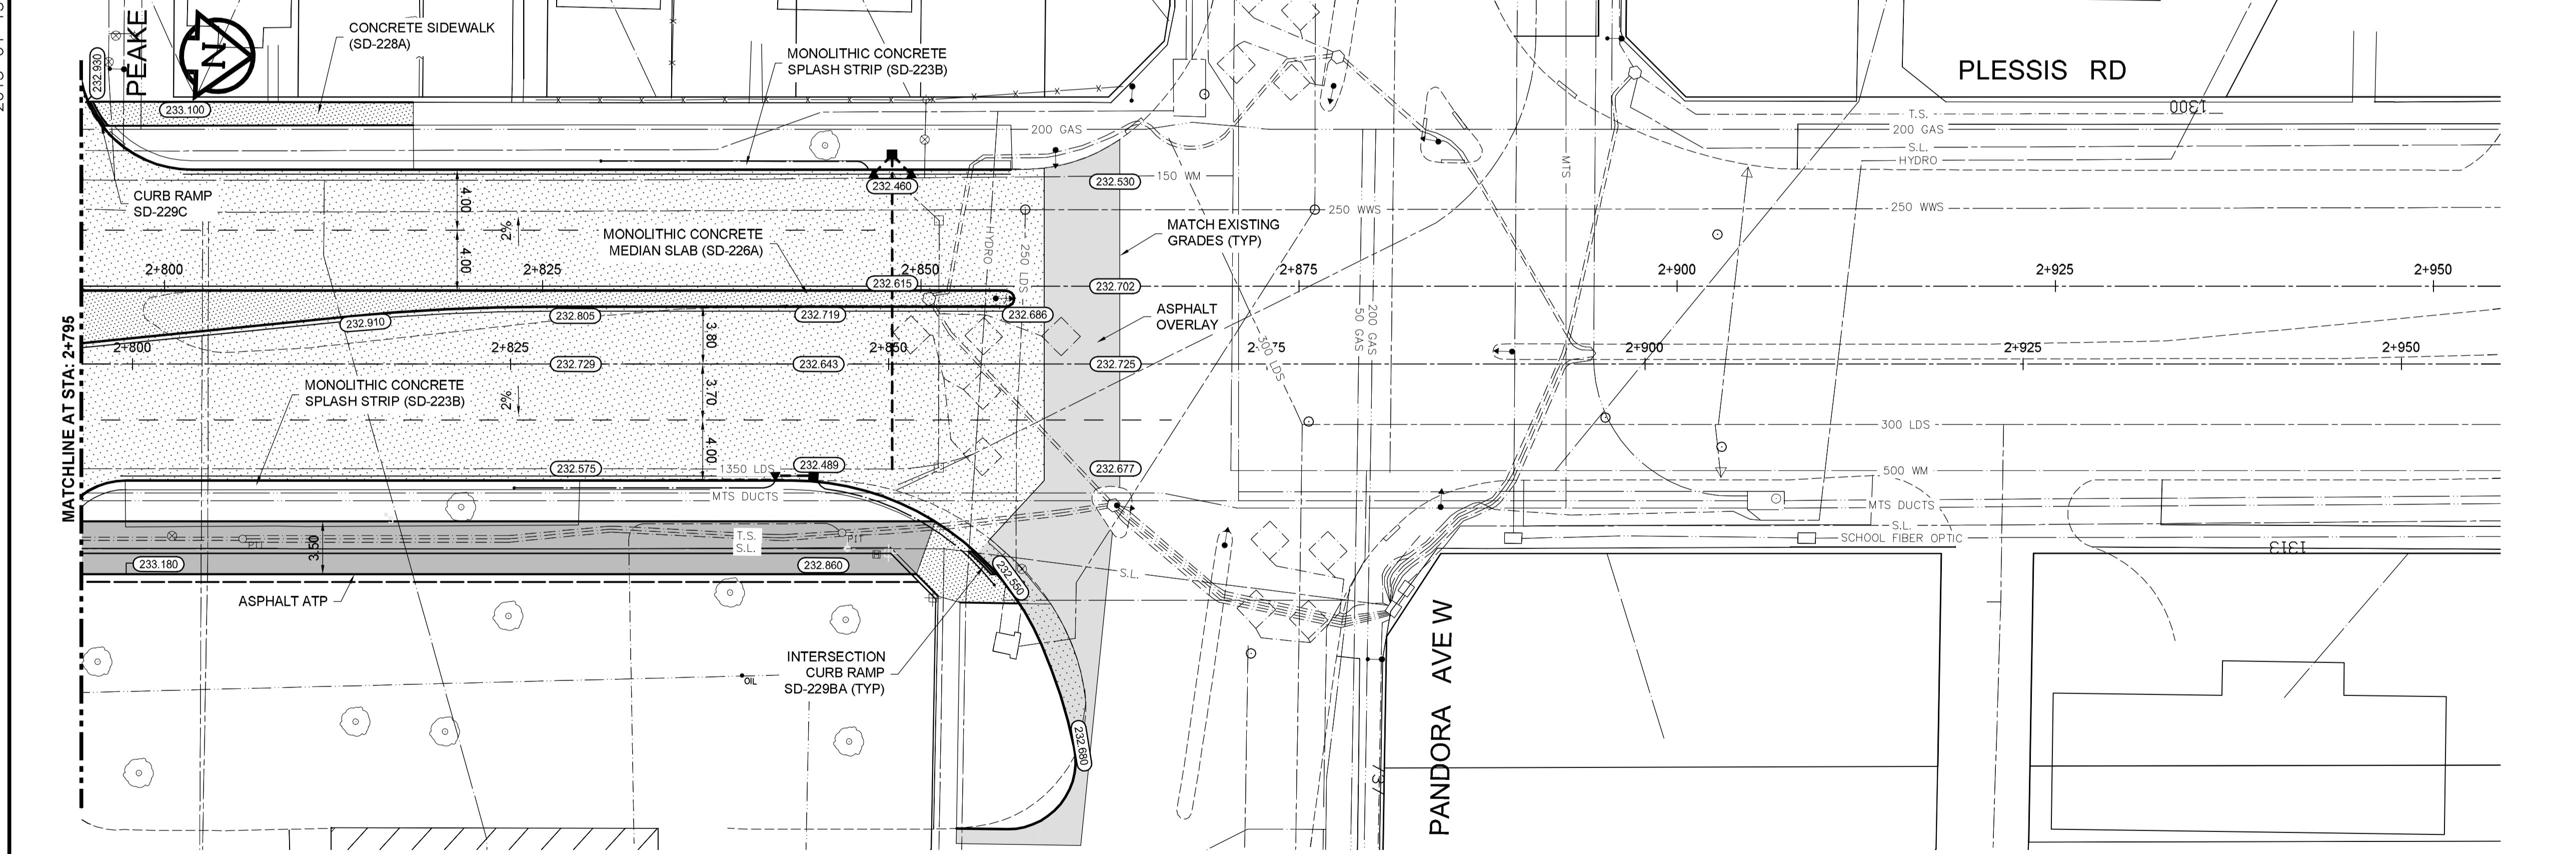 PEAKE
N
CONCRETE SIDEWALK
(SD-228A)
MONOLITHIC CONCRETE
SPLASH STRIP (SD-223B)
PLESSIS RD
232.930
233.100
1300
T.S.
200 GAS
200 GAS
S.L.
HYDRO
MTS
150 WM
232.530
232.460
CURB RAMP
SD-229C
4.00
2%
4.00
250 WWS
250 WWS
MATCH EXISTING
GRADES (TYP)
MONOLITHIC CONCRETE
MEDIAN SLAB (SD-226A)
HYDRO
250 LDS
2+800
2+825
2+850
2+875
2+900
2+925
2+950
232.615
232.702
232.910
232.805
232.719
232.686
ASPHALT
OVERLAY
50 GAS
200 GAS
300 LDS
3.80
2+800
2+825
2+850
2+900
2+925
2+950
232.729
232.643
232.725
MATCHLINE AT STA: 2+795
MONOLITHIC CONCRETE
SPLASH STRIP (SD-223B)
2%
3.70
4.00
300 LDS
232.575
1350 LDS
232.489
232.677
500 WM
MTS DUCTS
MTS DUCTS
S.L.
SCHOOL FIBER OPTIC
1313
PIT
T.S.
S.L.
PIT
3.50
233.180
232.860
232.550
S.L.
ASPHALT ATP
INTERSECTION
CURB RAMP
SD-229BA (TYP)
OIL
232.680
PANDORA AVE W